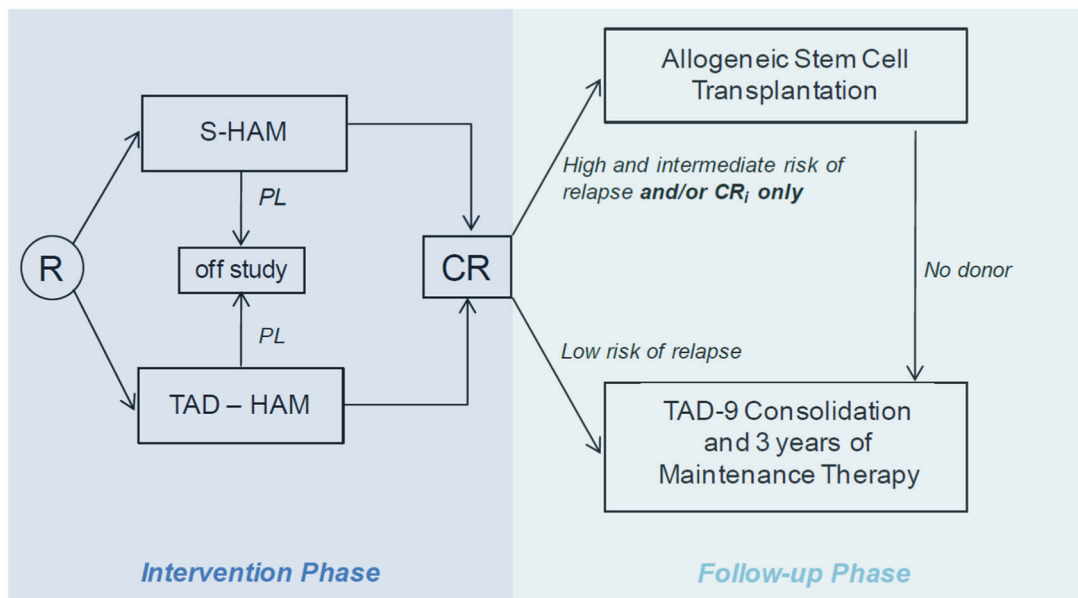 Allogeneic Stem Cell
Transplantation
S-HAM
High and intermediate risk of
relapse and/or CRi only
PL
R
off study
CR
No donor
PL
Low risk of relapse
TAD – HAM
TAD-9 Consolidation
and 3 years of
Maintenance Therapy
Intervention Phase
Follow-up Phase